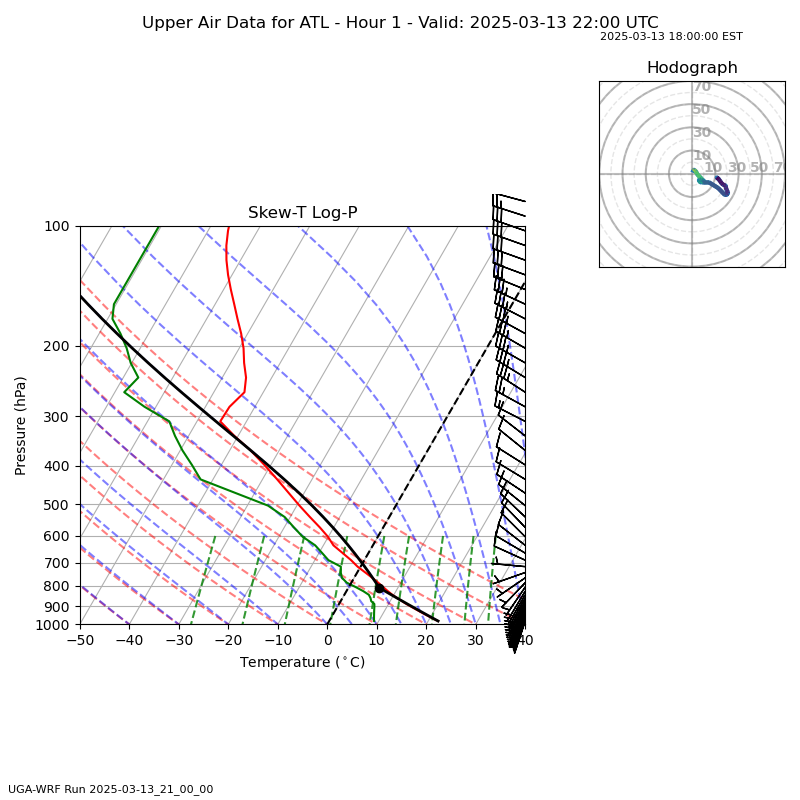 Upper Air Data for ATL - Hour 1 - Valid: 2025-03-13 22:00 UTC
2025-03-13 18:00:00 EST
Hodograph
70
50
30
10
10 30 50 7
Skew-T Log-P
100
200
300
400
500
600
700
800
900
1000
Pressure (hPa)
−50 −40 −30 −20 −10 0 10 20 30 40
Temperature (°C)
UGA-WRF Run 2025-03-13_21_00_00